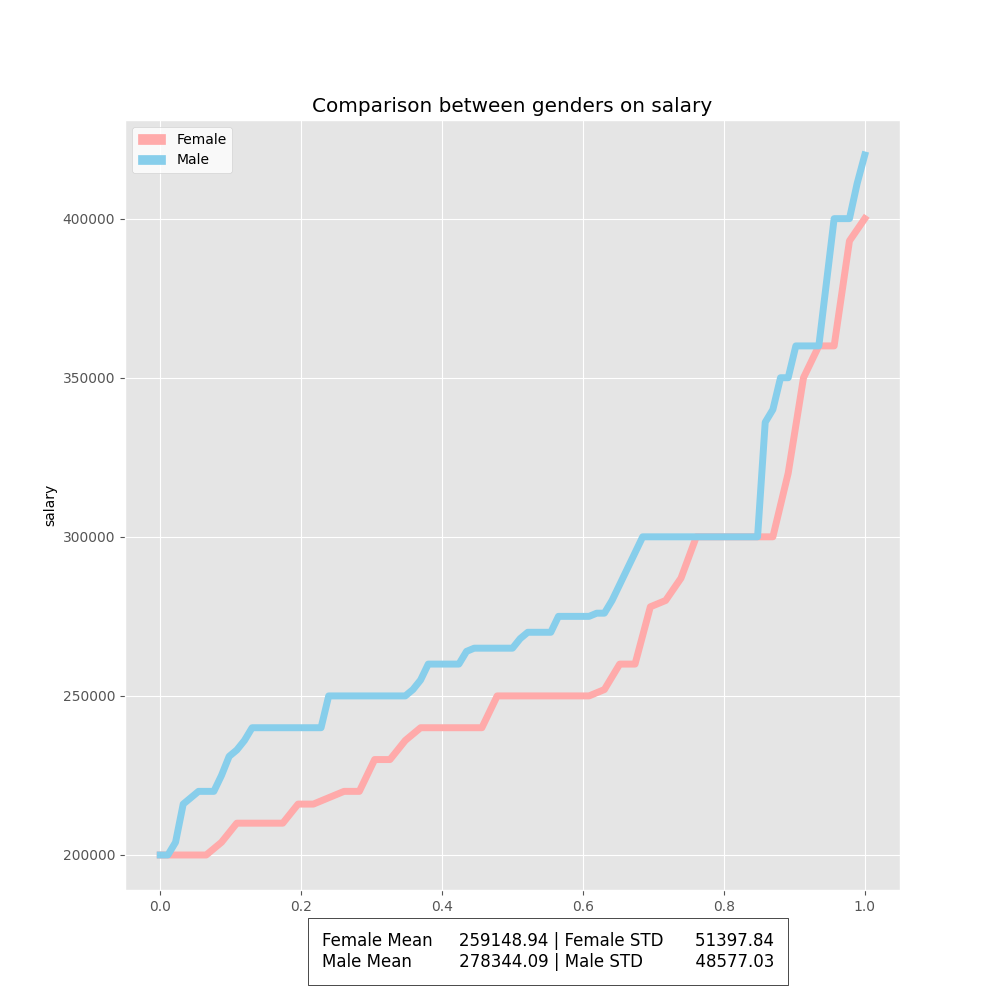 Comparison between genders on salary
Female
Male
salary
400000
350000
300000
250000
200000
0.0 0.2 0.4 0.6 0.8 1.0
Female Mean 259148.94 | Female STD 51397.84
Male Mean 278344.09 | Male STD 48577.03